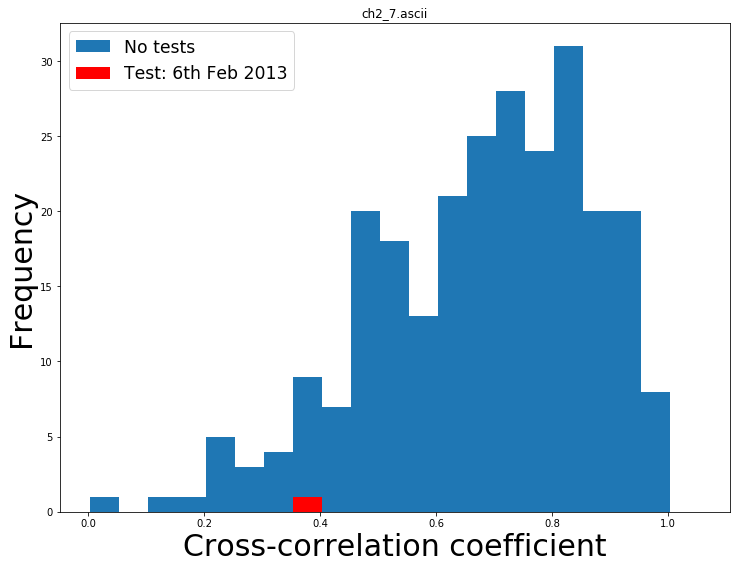 ch2_7.ascii
No tests
Test: 6th Feb 2013
Frequency
30
25
20
15
10
5
0
0.0 0.2 0.4 0.6 0.8 1.0
Cross-correlation coefficient